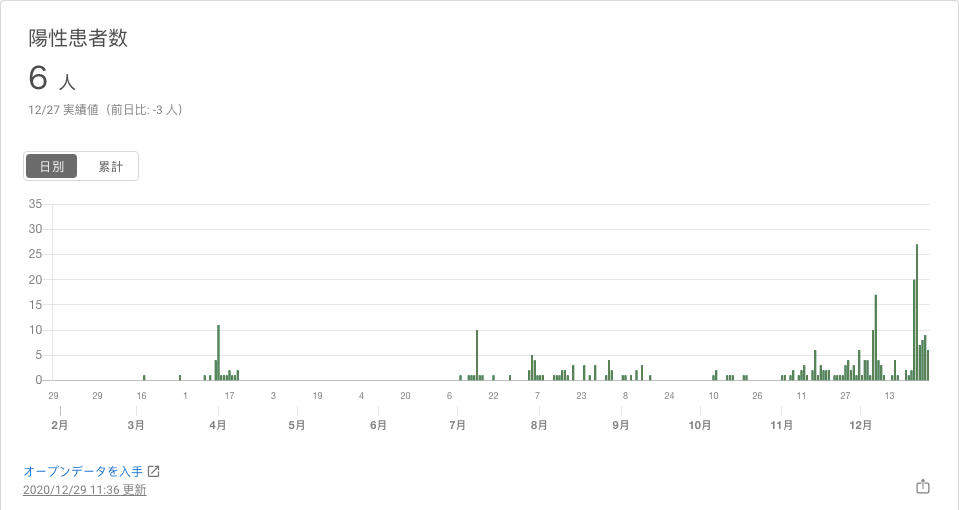 陽性患者数
6 人
12/27 実績値（前日比: -3 人）
日別 累計
35
30
25
20
15
10
5
0
29 29 16 1 17 3 19 4 20 6 22 7 23 8 24 10 26 11 27 13
2月 3月 4月 5月 6月 7月 8月 9月 10月 11月 12月
オープンデータを入手
2020/12/29 11:36 更新